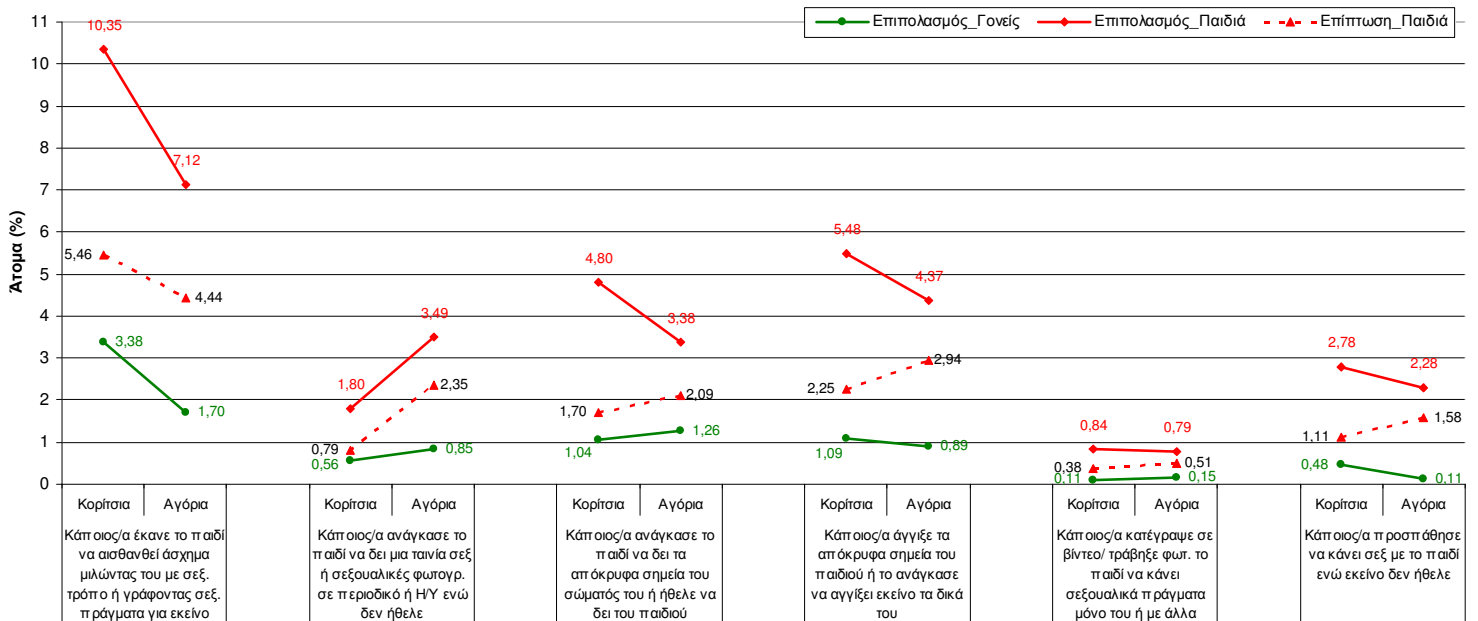 Επιπολασμός_Γονείς Επιπολασμός_Παιδιά Επίπτωση_Παιδιά
Άτομα (%)
11
10
9
8
7
6
5
4
3
2
1
0
10,35
7,12
5,46
4,44
3,38
1,70
1,80
3,49
0,79
2,35
0,56
0,85
4,80
3,38
1,70
2,09
1,04
1,26
5,48
4,37
2,25
2,94
1,09
0,89
0,84
0,79
0,38
0,51
0,11
0,15
2,78
2,28
1,11
1,58
0,48
0,11
Κορίτσια Αγόρια Κορίτσια Αγόρια Κορίτσια Αγόρια Κορίτσια Αγόρια Κορίτσια Αγόρια Κορίτσια Αγόρια
Κάποιος/α έκανε το παιδί
να αισθανθεί άσχημα
μιλώντας του με σεξ.
τρόπο ή γράφοντας σεξ.
πράγματα για εκείνο
Κάποιος/α ανάγκασε το
παιδί να δει μια ταινία σεξ
ή σεξουαλικές φωτογρ.
σε περιοδικό ή Η/Υ ενώ
δεν ήθελε
Κάποιος/α ανάγκασε το
παιδί να δει τα
απόκρυφα σημεία του
σώματός του ή ήθελε να
δει του παιδιού
Κάποιος/α άγγιξε τα
απόκρυφα σημεία του
παιδιού ή το ανάγκασε
να αγγίξει εκείνο τα δικά
του
Κάποιος/α κατέγραψε σε
βίντεο/ τράβηξε φωτ. το
παιδί να κάνει
σεξουαλικά πράγματα
μόνο του ή με άλλα
Κάποιος/α προσπάθησε
να κάνει σεξ με το παιδί
ενώ εκείνο δεν ήθελε